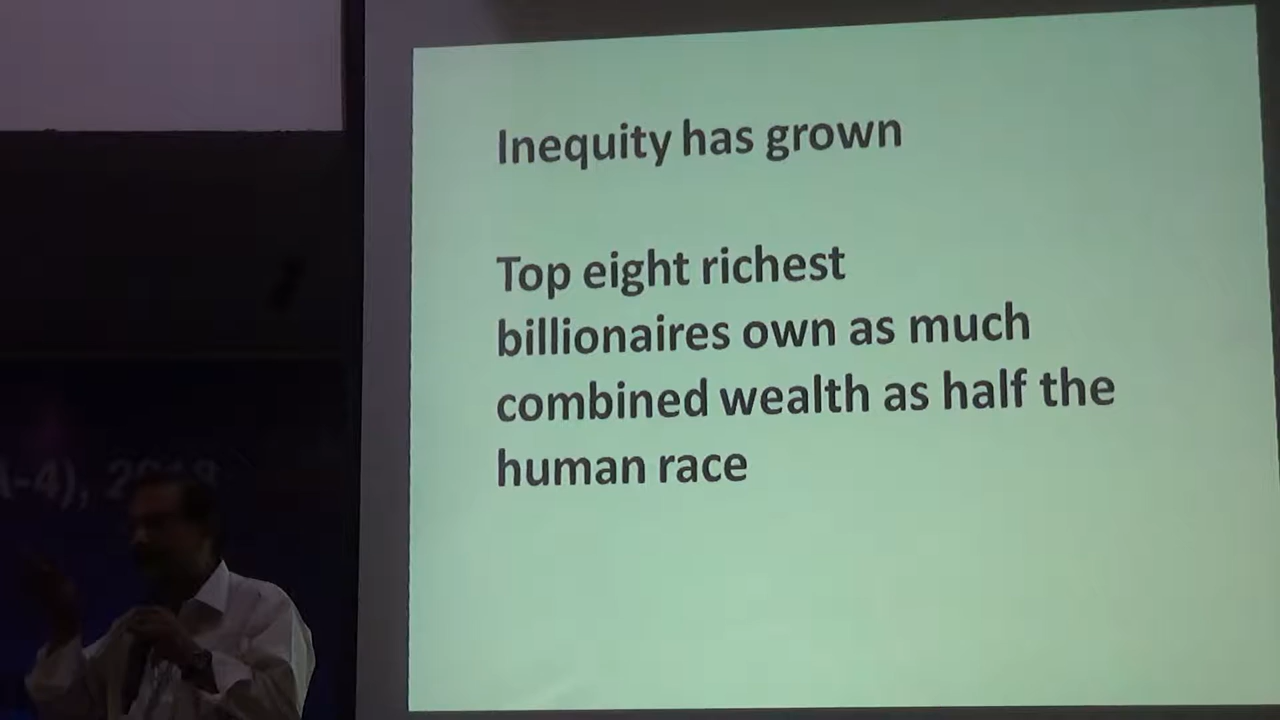 Inequity has grown
Top eight richest
billionaires own as much
combined wealth as half the
human race